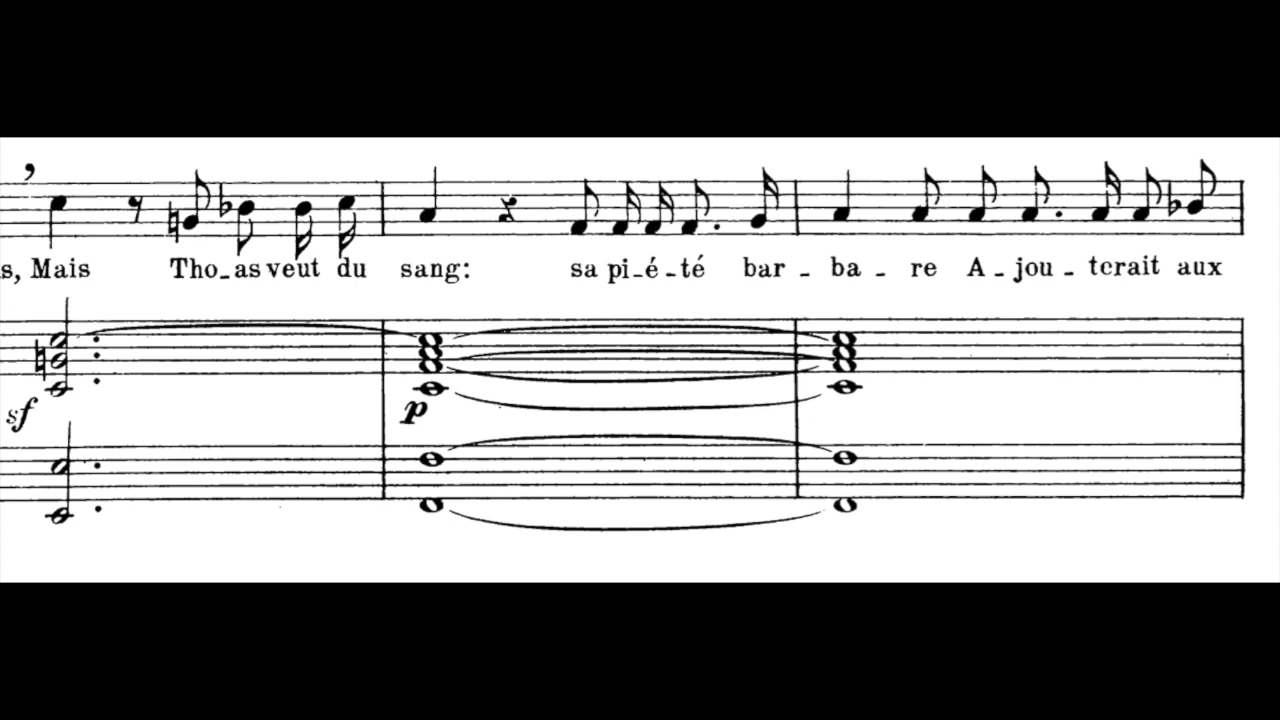 s, Mais Tho_as veut du sang: sa pi_é_té bar_ba_re A_jou_terait aux
sf p